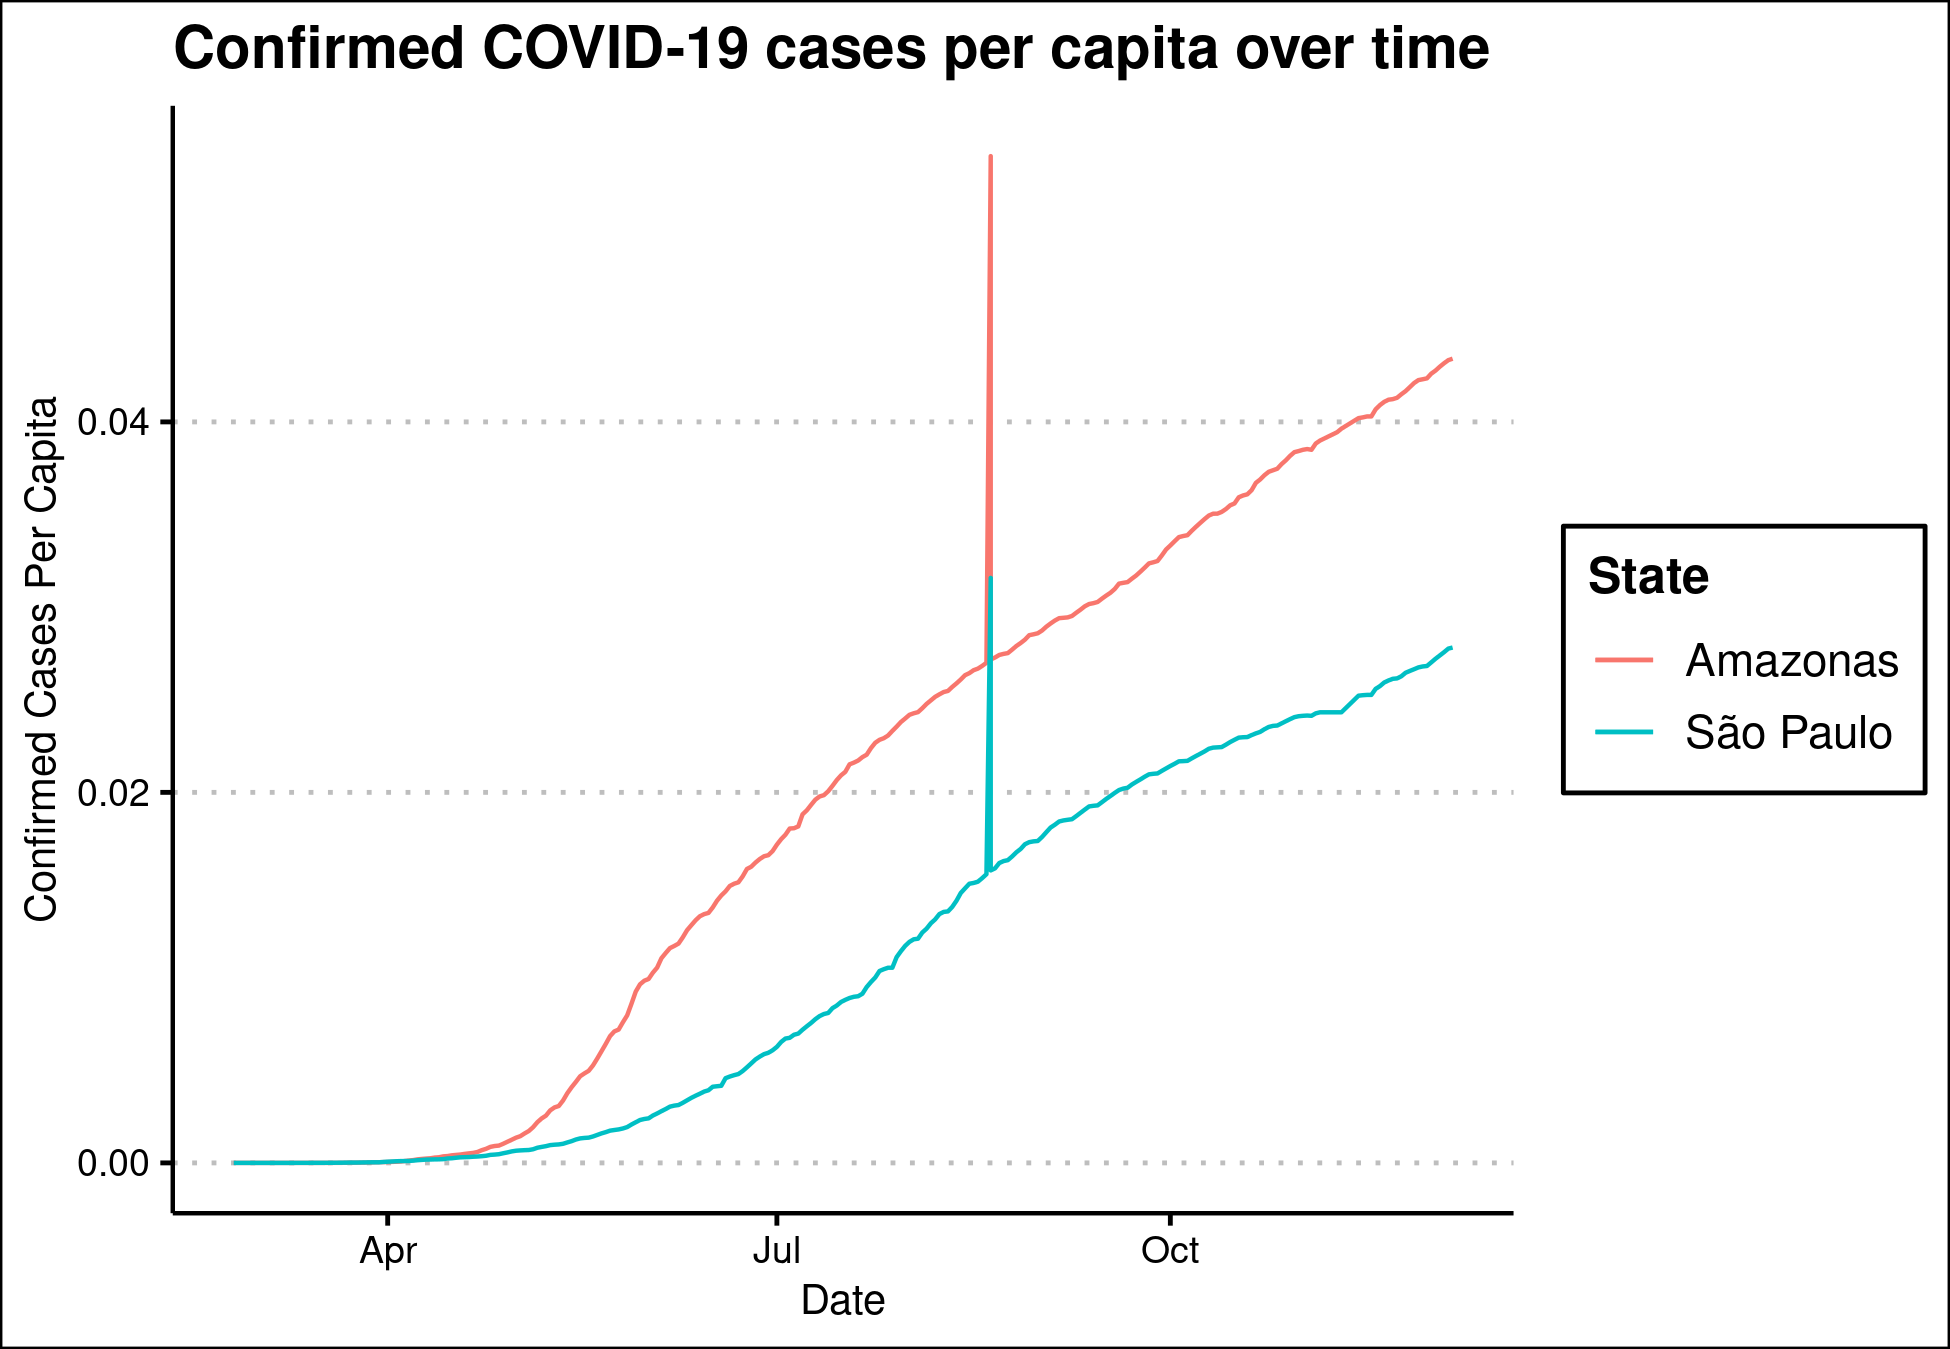 Confirmed COVID-19 cases per capita over time
Confirmed Cases Per Capita
0.04
0.02
0.00
Apr
Jul
Oct
Date
State
Amazonas
São Paulo